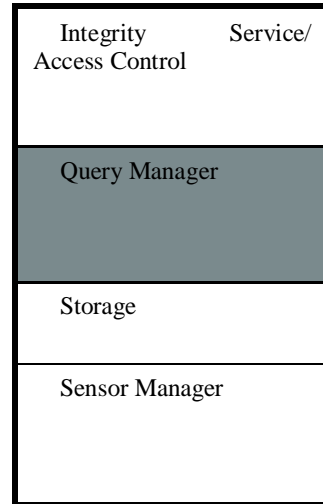 Integrity Service/
Access Control
Query Manager
Storage
Sensor Manager